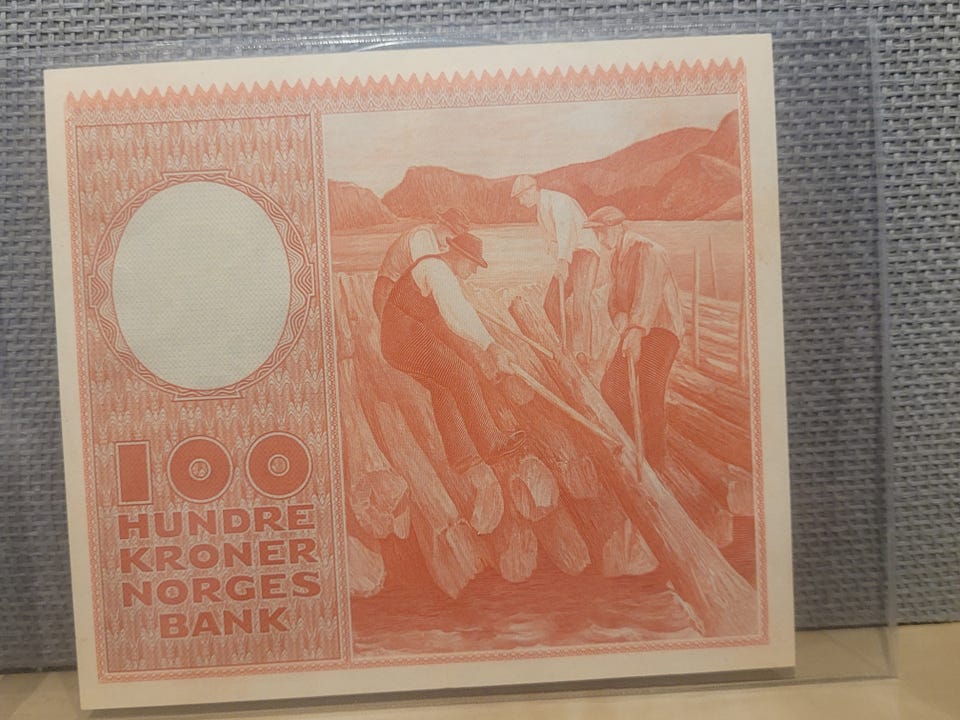 100
HUNDRE
KRONER
NORGES
BANK